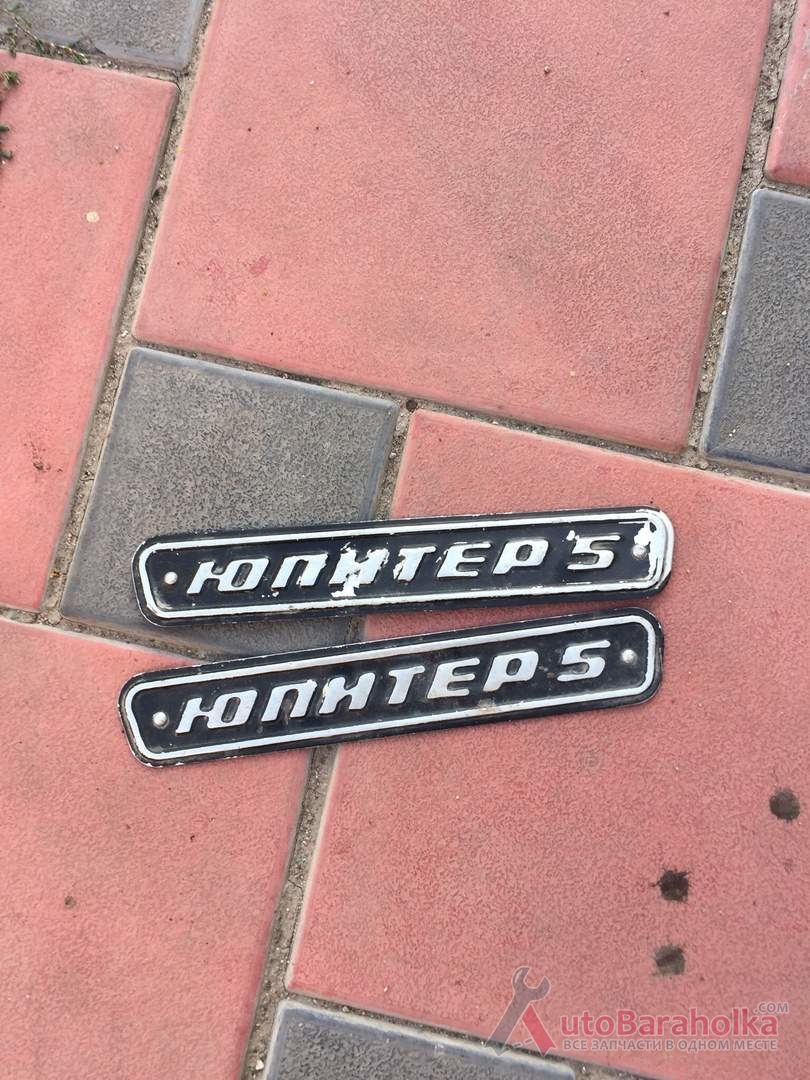 ЮПИТЕР 5
ЮПИТЕР 5
AutoBaraholka.COM
ВСЕ ЗАПЧАСТИ В ОДНОМ МЕСТЕ